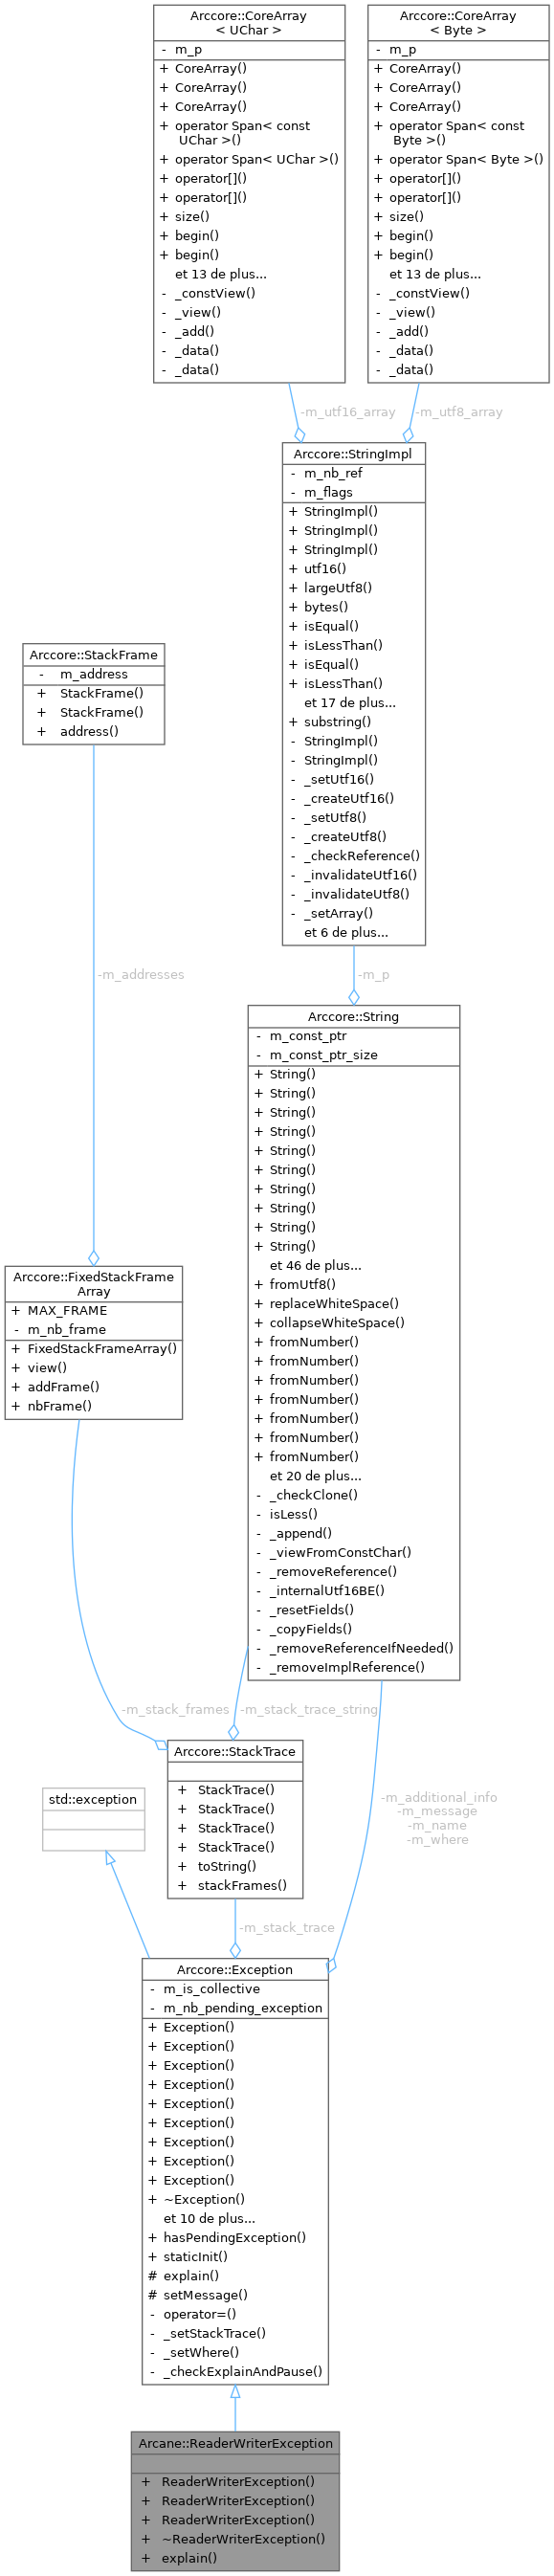 Arccore::CoreArray
< UChar >
- m_p
+ CoreArray()
+ CoreArray()
+ CoreArray()
+ operator Span< const
UChar >()
+ operator Span< UChar >()
+ operator[]()
+ operator[]()
+ size()
+ begin()
+ begin()
et 13 de plus...
- _constView()
- _view()
- _add()
- _data()
- _data()
Arccore::CoreArray
< Byte >
- m_p
+ CoreArray()
+ CoreArray()
+ CoreArray()
+ operator Span< const
Byte >()
+ operator Span< Byte >()
+ operator[]()
+ operator[]()
+ size()
+ begin()
+ begin()
et 13 de plus...
- _constView()
- _view()
- _add()
- _data()
- _data()
-m_utf16_array
-m_utf8_array
Arccore::StringImpl
- m_nb_ref
- m_flags
+ StringImpl()
+ StringImpl()
+ StringImpl()
+ utf16()
+ largeUtf8()
+ bytes()
+ isEqual()
+ isLessThan()
+ isEqual()
+ isLessThan()
et 17 de plus...
+ substring()
- StringImpl()
- StringImpl()
- _setUtf16()
- _createUtf16()
- _setUtf8()
- _createUtf8()
- _checkReference()
- _invalidateUtf16()
- _invalidateUtf8()
- _setArray()
et 6 de plus...
Arccore::StackFrame
- m_address
+ StackFrame()
+ StackFrame()
+ address()
-m_addresses
-m_p
Arccore::String
- m_const_ptr
- m_const_ptr_size
+ String()
+ String()
+ String()
+ String()
+ String()
+ String()
+ String()
+ String()
+ String()
+ String()
et 46 de plus...
+ fromUtf8()
+ replaceWhiteSpace()
+ collapseWhiteSpace()
+ fromNumber()
+ fromNumber()
+ fromNumber()
+ fromNumber()
+ fromNumber()
+ fromNumber()
+ fromNumber()
et 20 de plus...
- _checkClone()
- isLess()
- _append()
- _viewFromConstChar()
- _removeReference()
- _internalUtf16BE()
- _resetFields()
- _copyFields()
- _removeReferenceIfNeeded()
- _removeImplReference()
Arccore::FixedStackFrame
Array
+ MAX_FRAME
- m_nb_frame
+ FixedStackFrameArray()
+ view()
+ addFrame()
+ nbFrame()
-m_stack_frames
-m_stack_trace_string
Arccore::StackTrace
+ StackTrace()
+ StackTrace()
+ StackTrace()
+ StackTrace()
+ toString()
+ stackFrames()
std::exception
-m_additional_info
-m_message
-m_name
-m_where
-m_stack_trace
Arccore::Exception
- m_is_collective
- m_nb_pending_exception
+ Exception()
+ Exception()
+ Exception()
+ Exception()
+ Exception()
+ Exception()
+ Exception()
+ Exception()
+ Exception()
+ ~Exception()
et 10 de plus...
+ hasPendingException()
+ staticInit()
# explain()
# setMessage()
- operator=()
- _setStackTrace()
- _setWhere()
- _checkExplainAndPause()
Arcane::ReaderWriterException
+ ReaderWriterException()
+ ReaderWriterException()
+ ReaderWriterException()
+ ~ReaderWriterException()
+ explain()